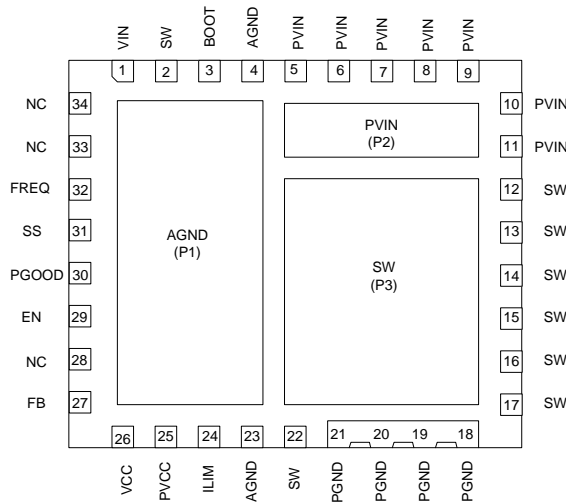 VIN SW BOOT AGND PVIN PVIN PVIN PVIN PVIN
1 2 3 4 5 6 7 8 9
NC 34 10 PVIN
PVIN
(P2)
NC 33 11 PVIN
FREQ 32 12 SW
SS 31 13 SW
AGND
(P1)
SW
(P3)
PGOOD 30 14 SW
EN 29 15 SW
NC 28 16 SW
FB 27 17 SW
26 25 24 23 22 21 20 19 18
VCC PVCC ILIM AGND SW PGND PGND PGND PGND